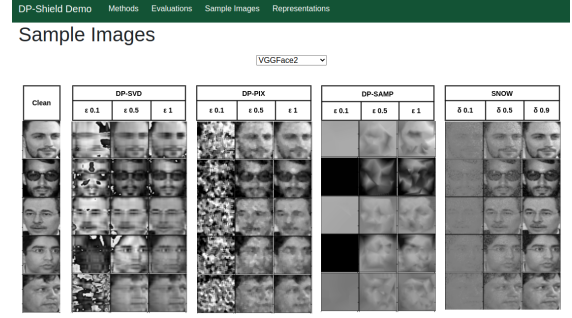 DP-Shield Demo Methods Evaluations Sample Images Representations
Sample Images
VGGFace2
Clean DP-SVD DP-PIX DP-SAMP SNOW
ε 0.1 ε 0.5 ε 1 ε 0.1 ε 0.5 ε 1 ε 0.1 ε 0.5 ε 1 δ 0.1 δ 0.5 δ 0.9